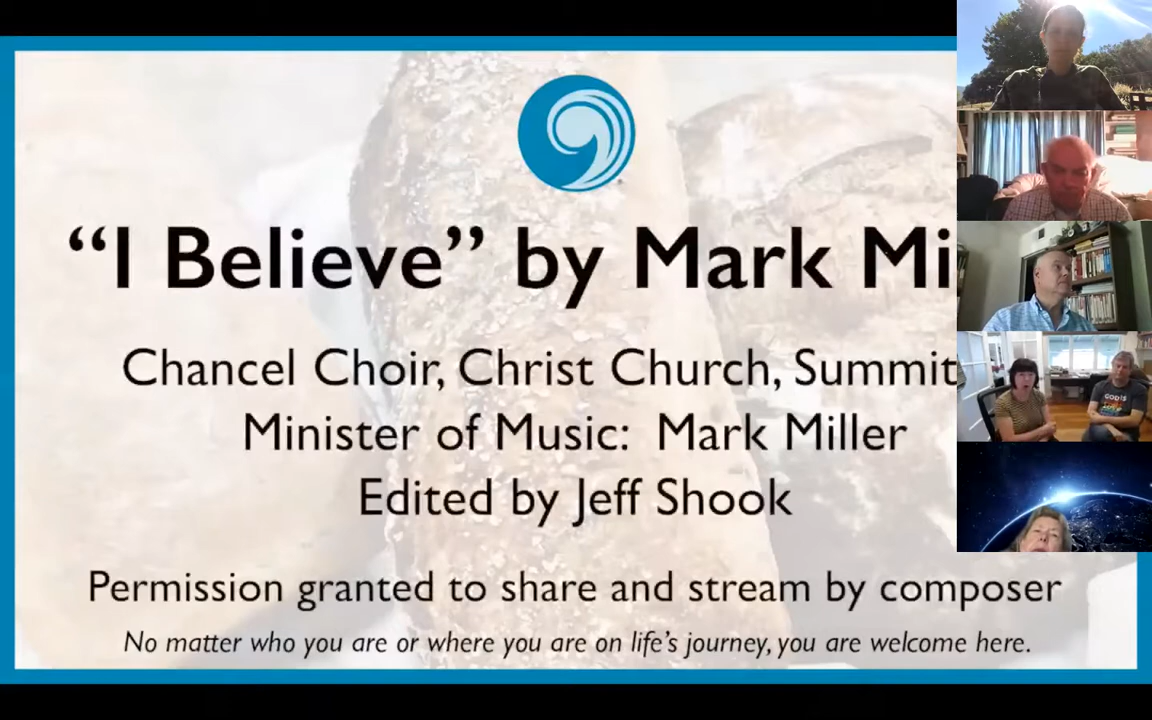 “I Believe” by Mark Mi
Chancel Choir, Christ Church, Summit
Minister of Music: Mark Miller
Edited by Jeff Shook
Permission granted to share and stream by composer
No matter who you are or where you are on life’s journey, you are welcome here.
GOD IS